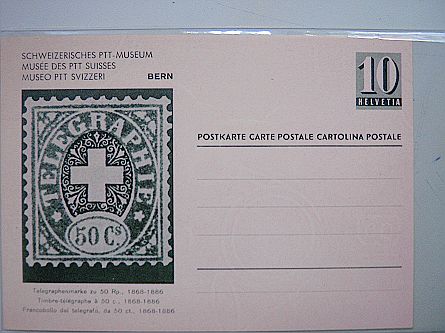 SCHWEIZERISCHES PTT-MUSEUM
MUSÉE DES PTT SUISSES
MUSEO PTT SVIZZERI BERN
10
HELVETIA
POSTKARTE CARTE POSTALE CARTOLINA POSTALE
TELEGRAPHIE
50 Cs
Telegraphenmarke zu 50 Rp., 1868-1886
Timbre-télégraphe à 50 c., 1868-1886
Francobollo del telegrafo, da 50 ct., 1868-1886